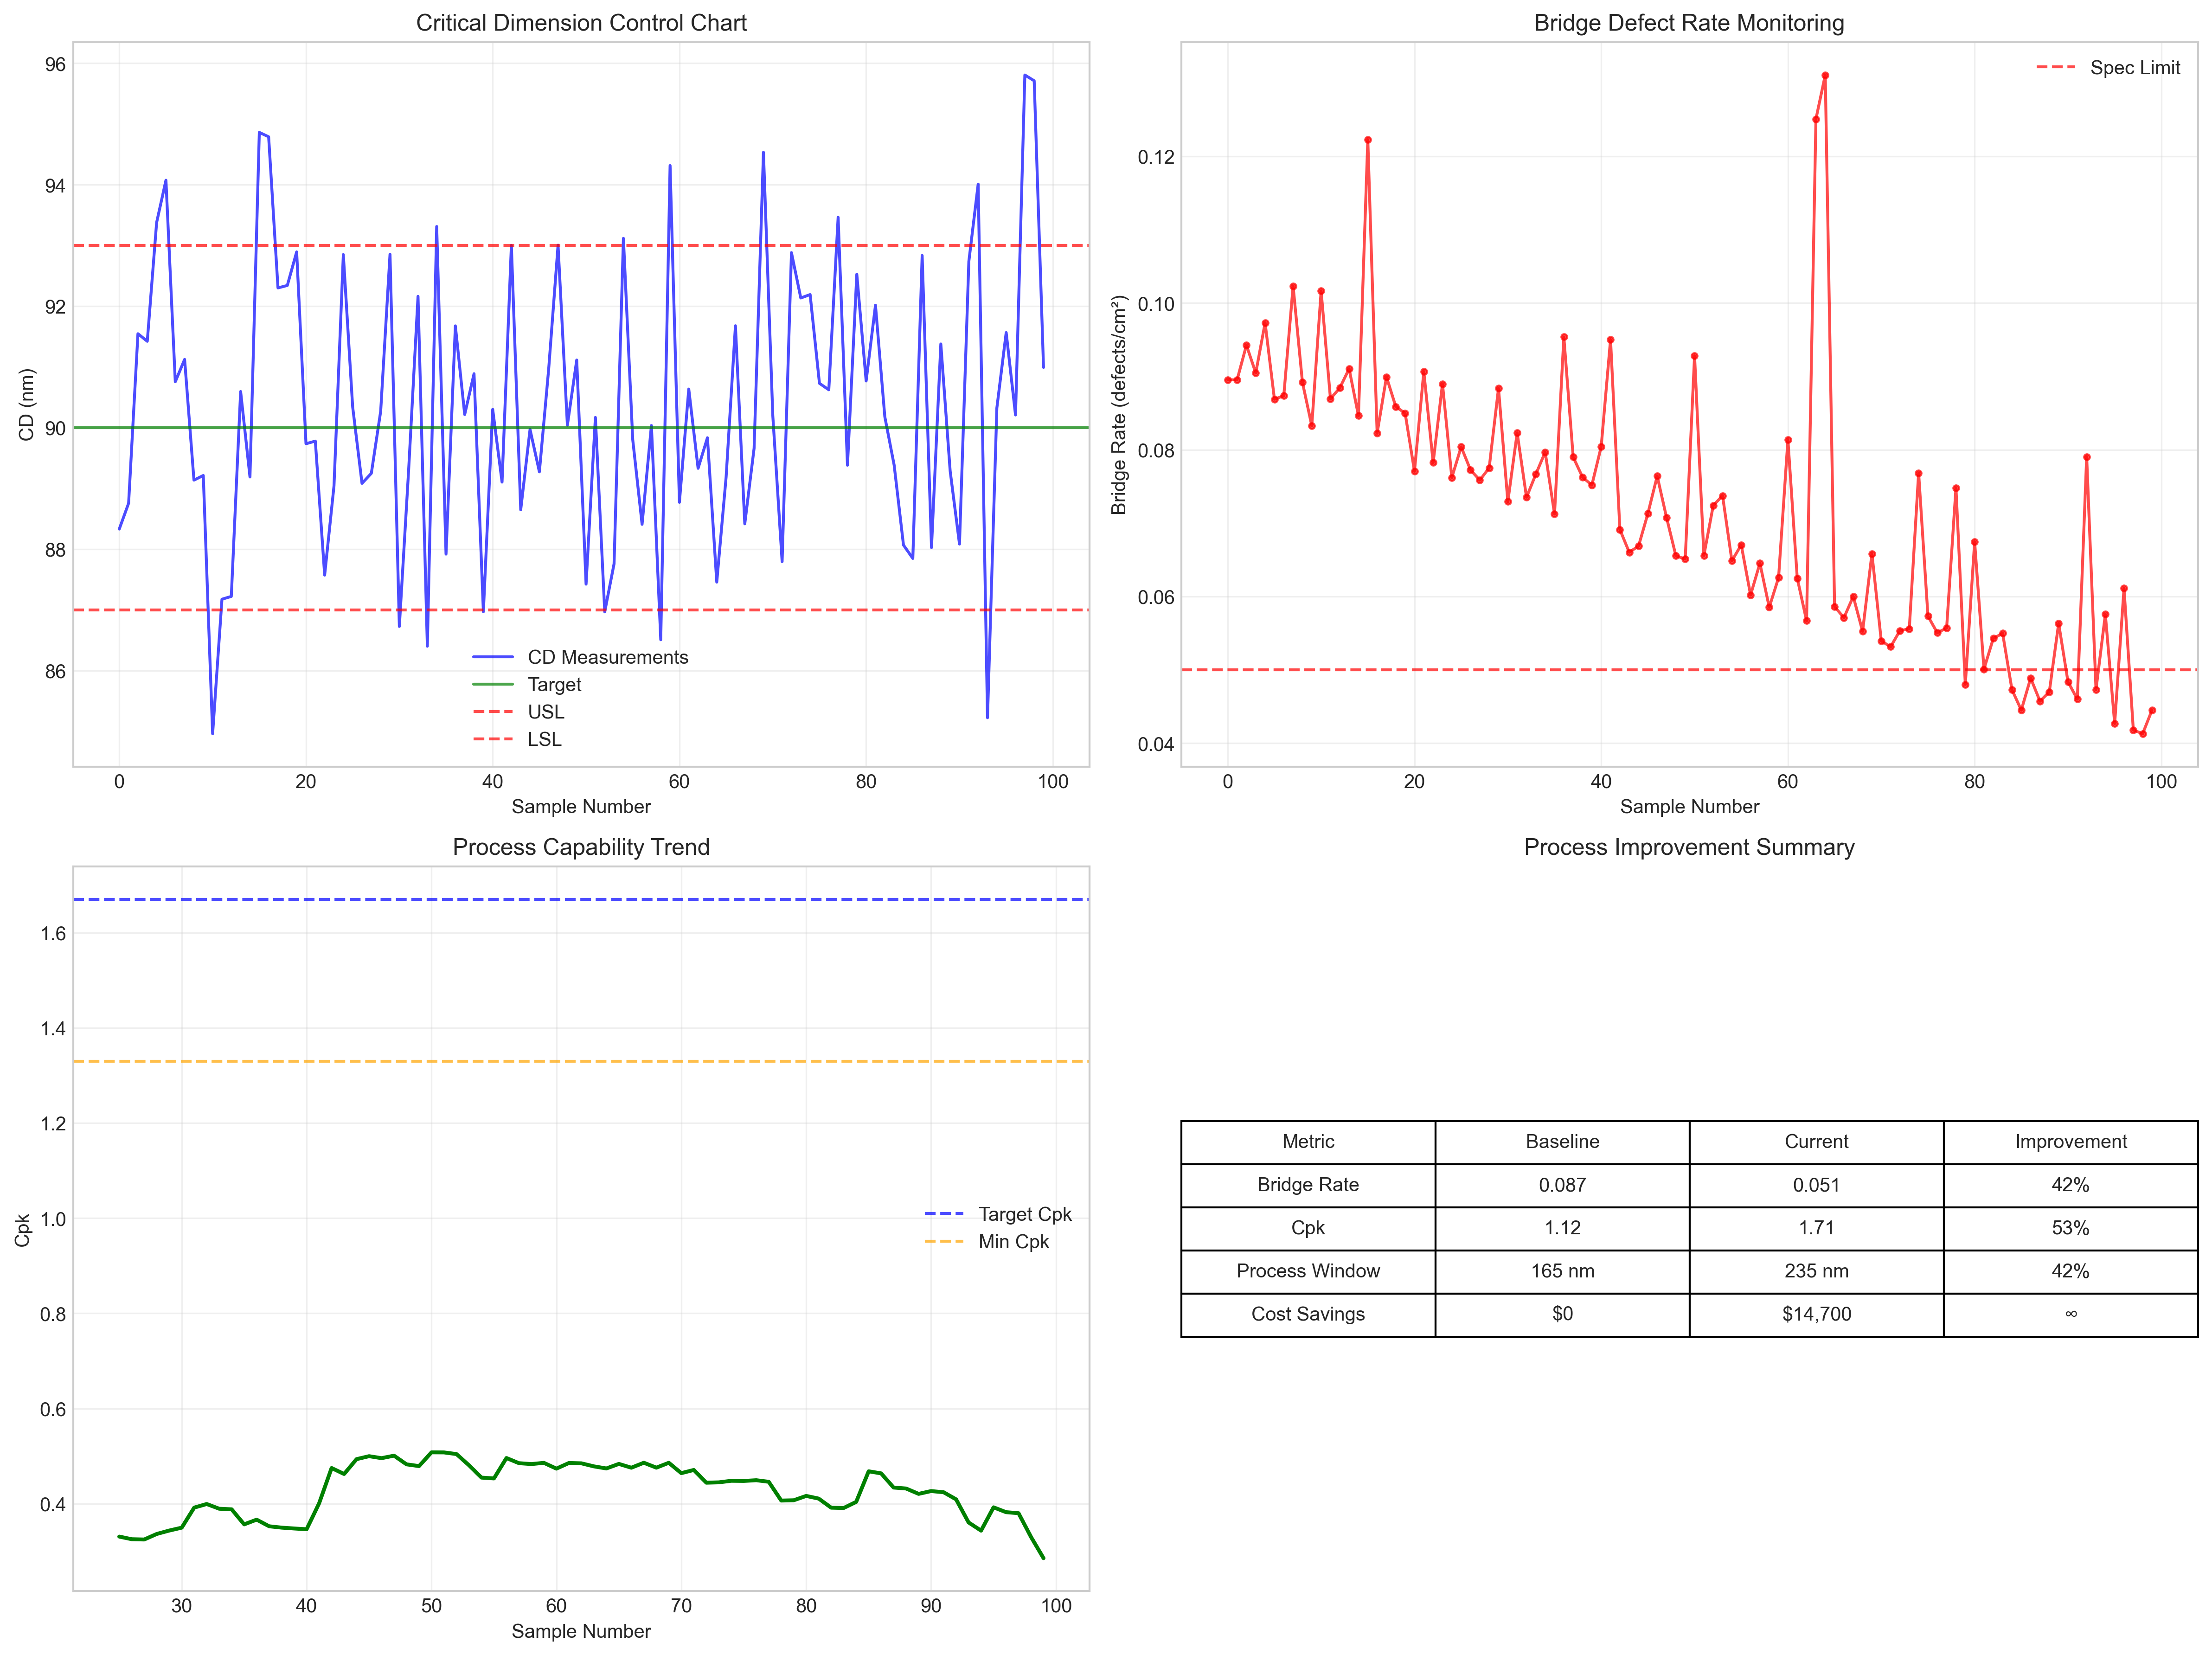 Critical Dimension Control Chart
CD (nm)
96
94
92
90
88
86
CD Measurements
Target
USL
LSL
0 20 40 60 80 100
Sample Number
Bridge Defect Rate Monitoring
Bridge Rate (defects/cm²)
Spec Limit
0.12
0.10
0.08
0.06
0.04
0 20 40 60 80 100
Sample Number
Process Capability Trend
Cpk
1.6
1.4
1.2
1.0
0.8
0.6
0.4
Target Cpk
Min Cpk
30 40 50 60 70 80 90 100
Sample Number
Process Improvement Summary
Metric Baseline Current Improvement
Bridge Rate 0.087 0.051 42%
Cpk 1.12 1.71 53%
Process Window 165 nm 235 nm 42%
Cost Savings $0 $14,700 ∞